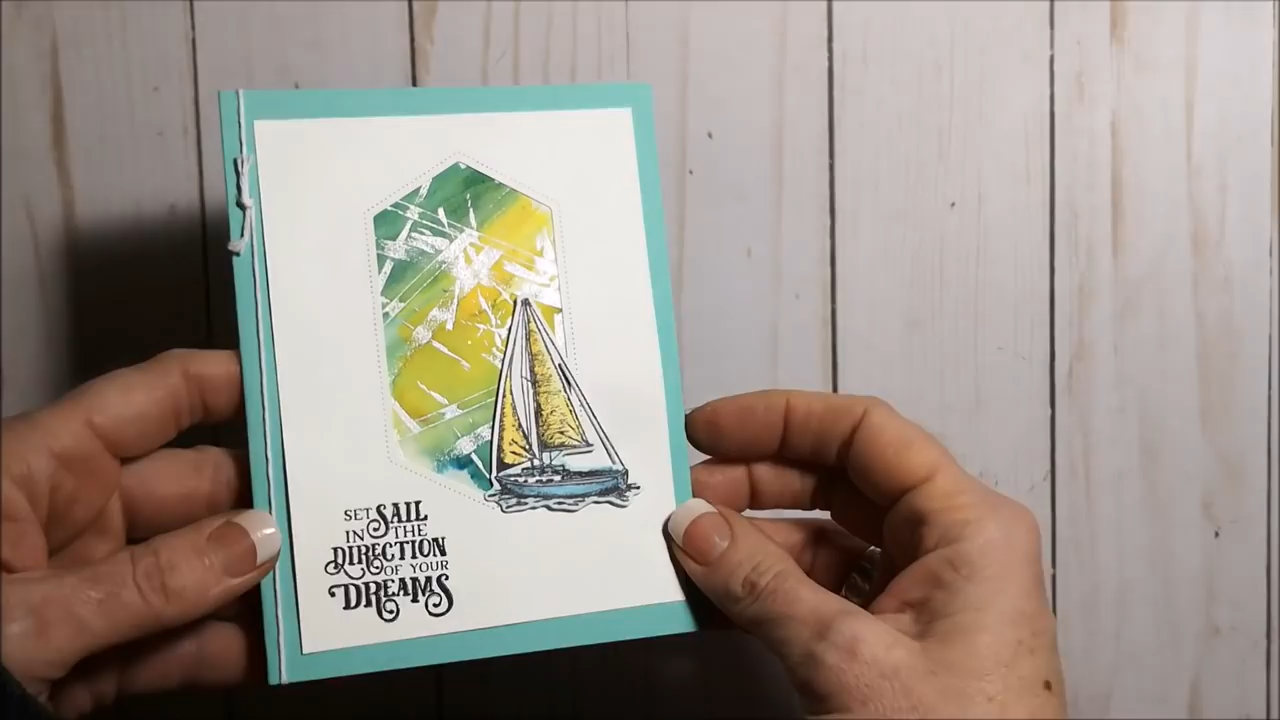 SET SAIL
IN THE
DIRECTION
OF YOUR
DREAMS